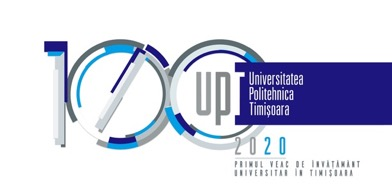 100
upt
Universitatea
Politehnica
Timișoara
2020
PRIMUL VEAC DE ÎNVĂȚĂMÂNT
UNIVERSITAR ÎN TIMIȘOARA